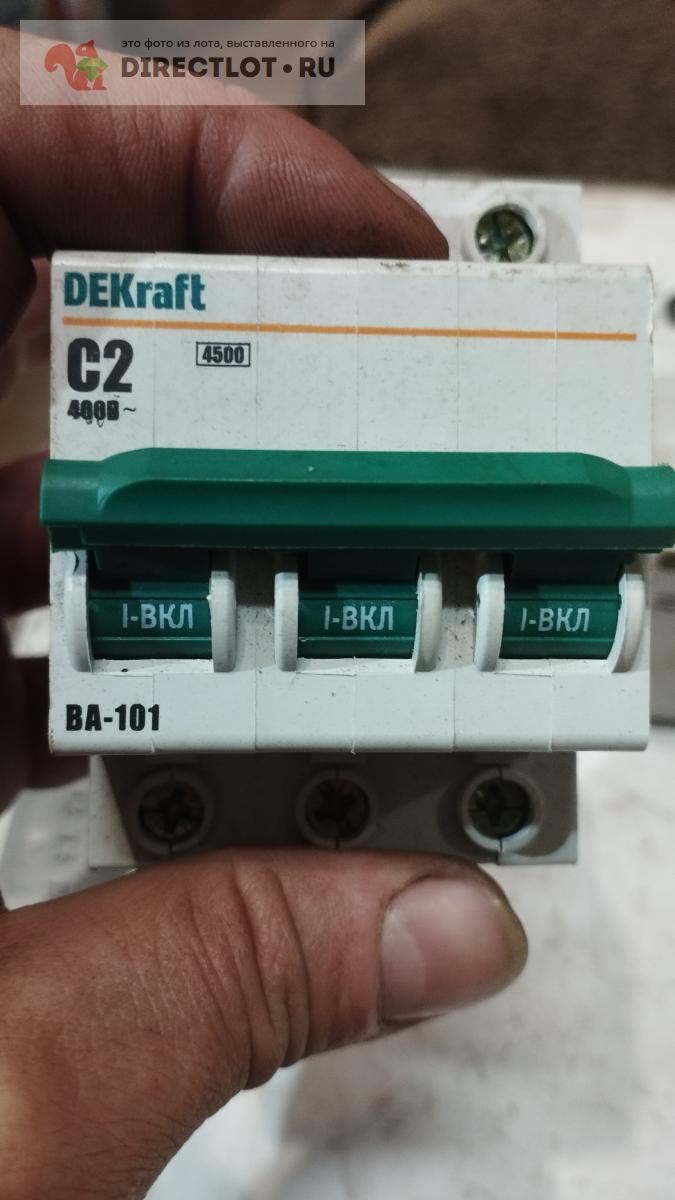 это фото из лота, выставленного на
DIRECTLOT•RU
DEKraft
C2
4500
400В~
I-ВКЛ I-ВКЛ I-ВКЛ
ВА-101